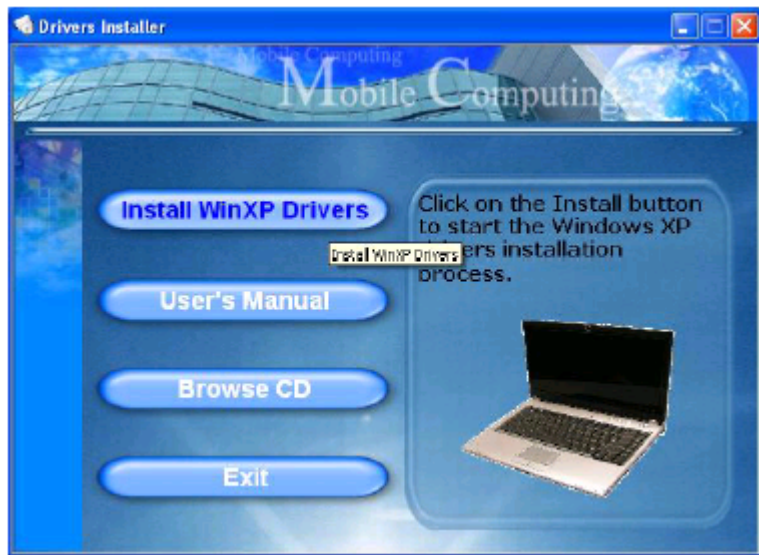 Drivers Installer
Mobile Computing
Mobile Computing
Install WinXP Drivers
Click on the Install button
to start the Windows XP
drivers installation
process.
Install WinXP Drivers
User's Manual
Browse CD
Exit